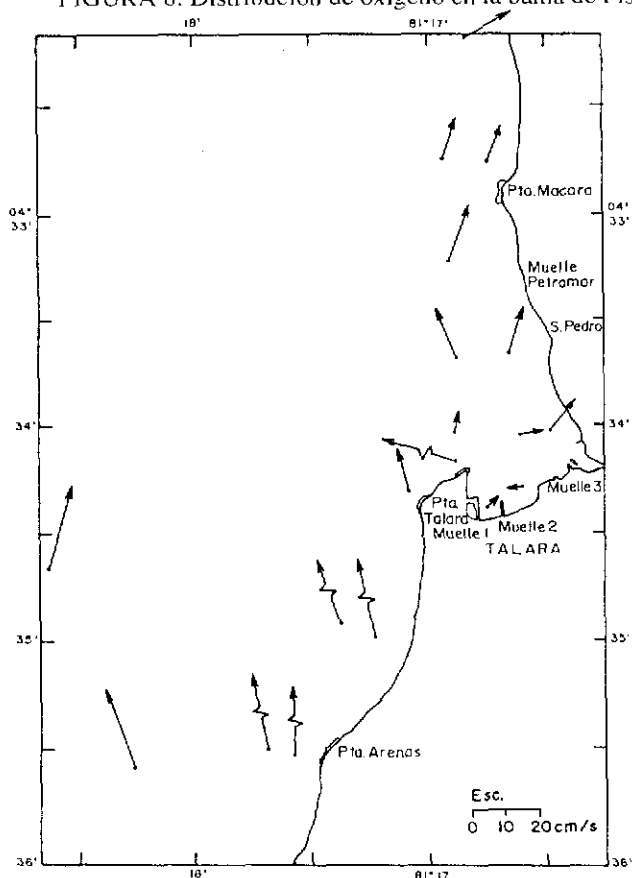 FIGURA 8. Distribución de oxígeno en la bahía de
18' 81°17'
Pta. Macara
04° 04°
33' 33'
Muelle
Petromar
S. Pedro
34' 34'
Pta.
Talara
Muelle 1
Muelle 2
Muelle 3
TALARA
35' 35'
Pta. Arenas
Esc.
0 10 20 cm/s
36' 36'
18' 81°17'